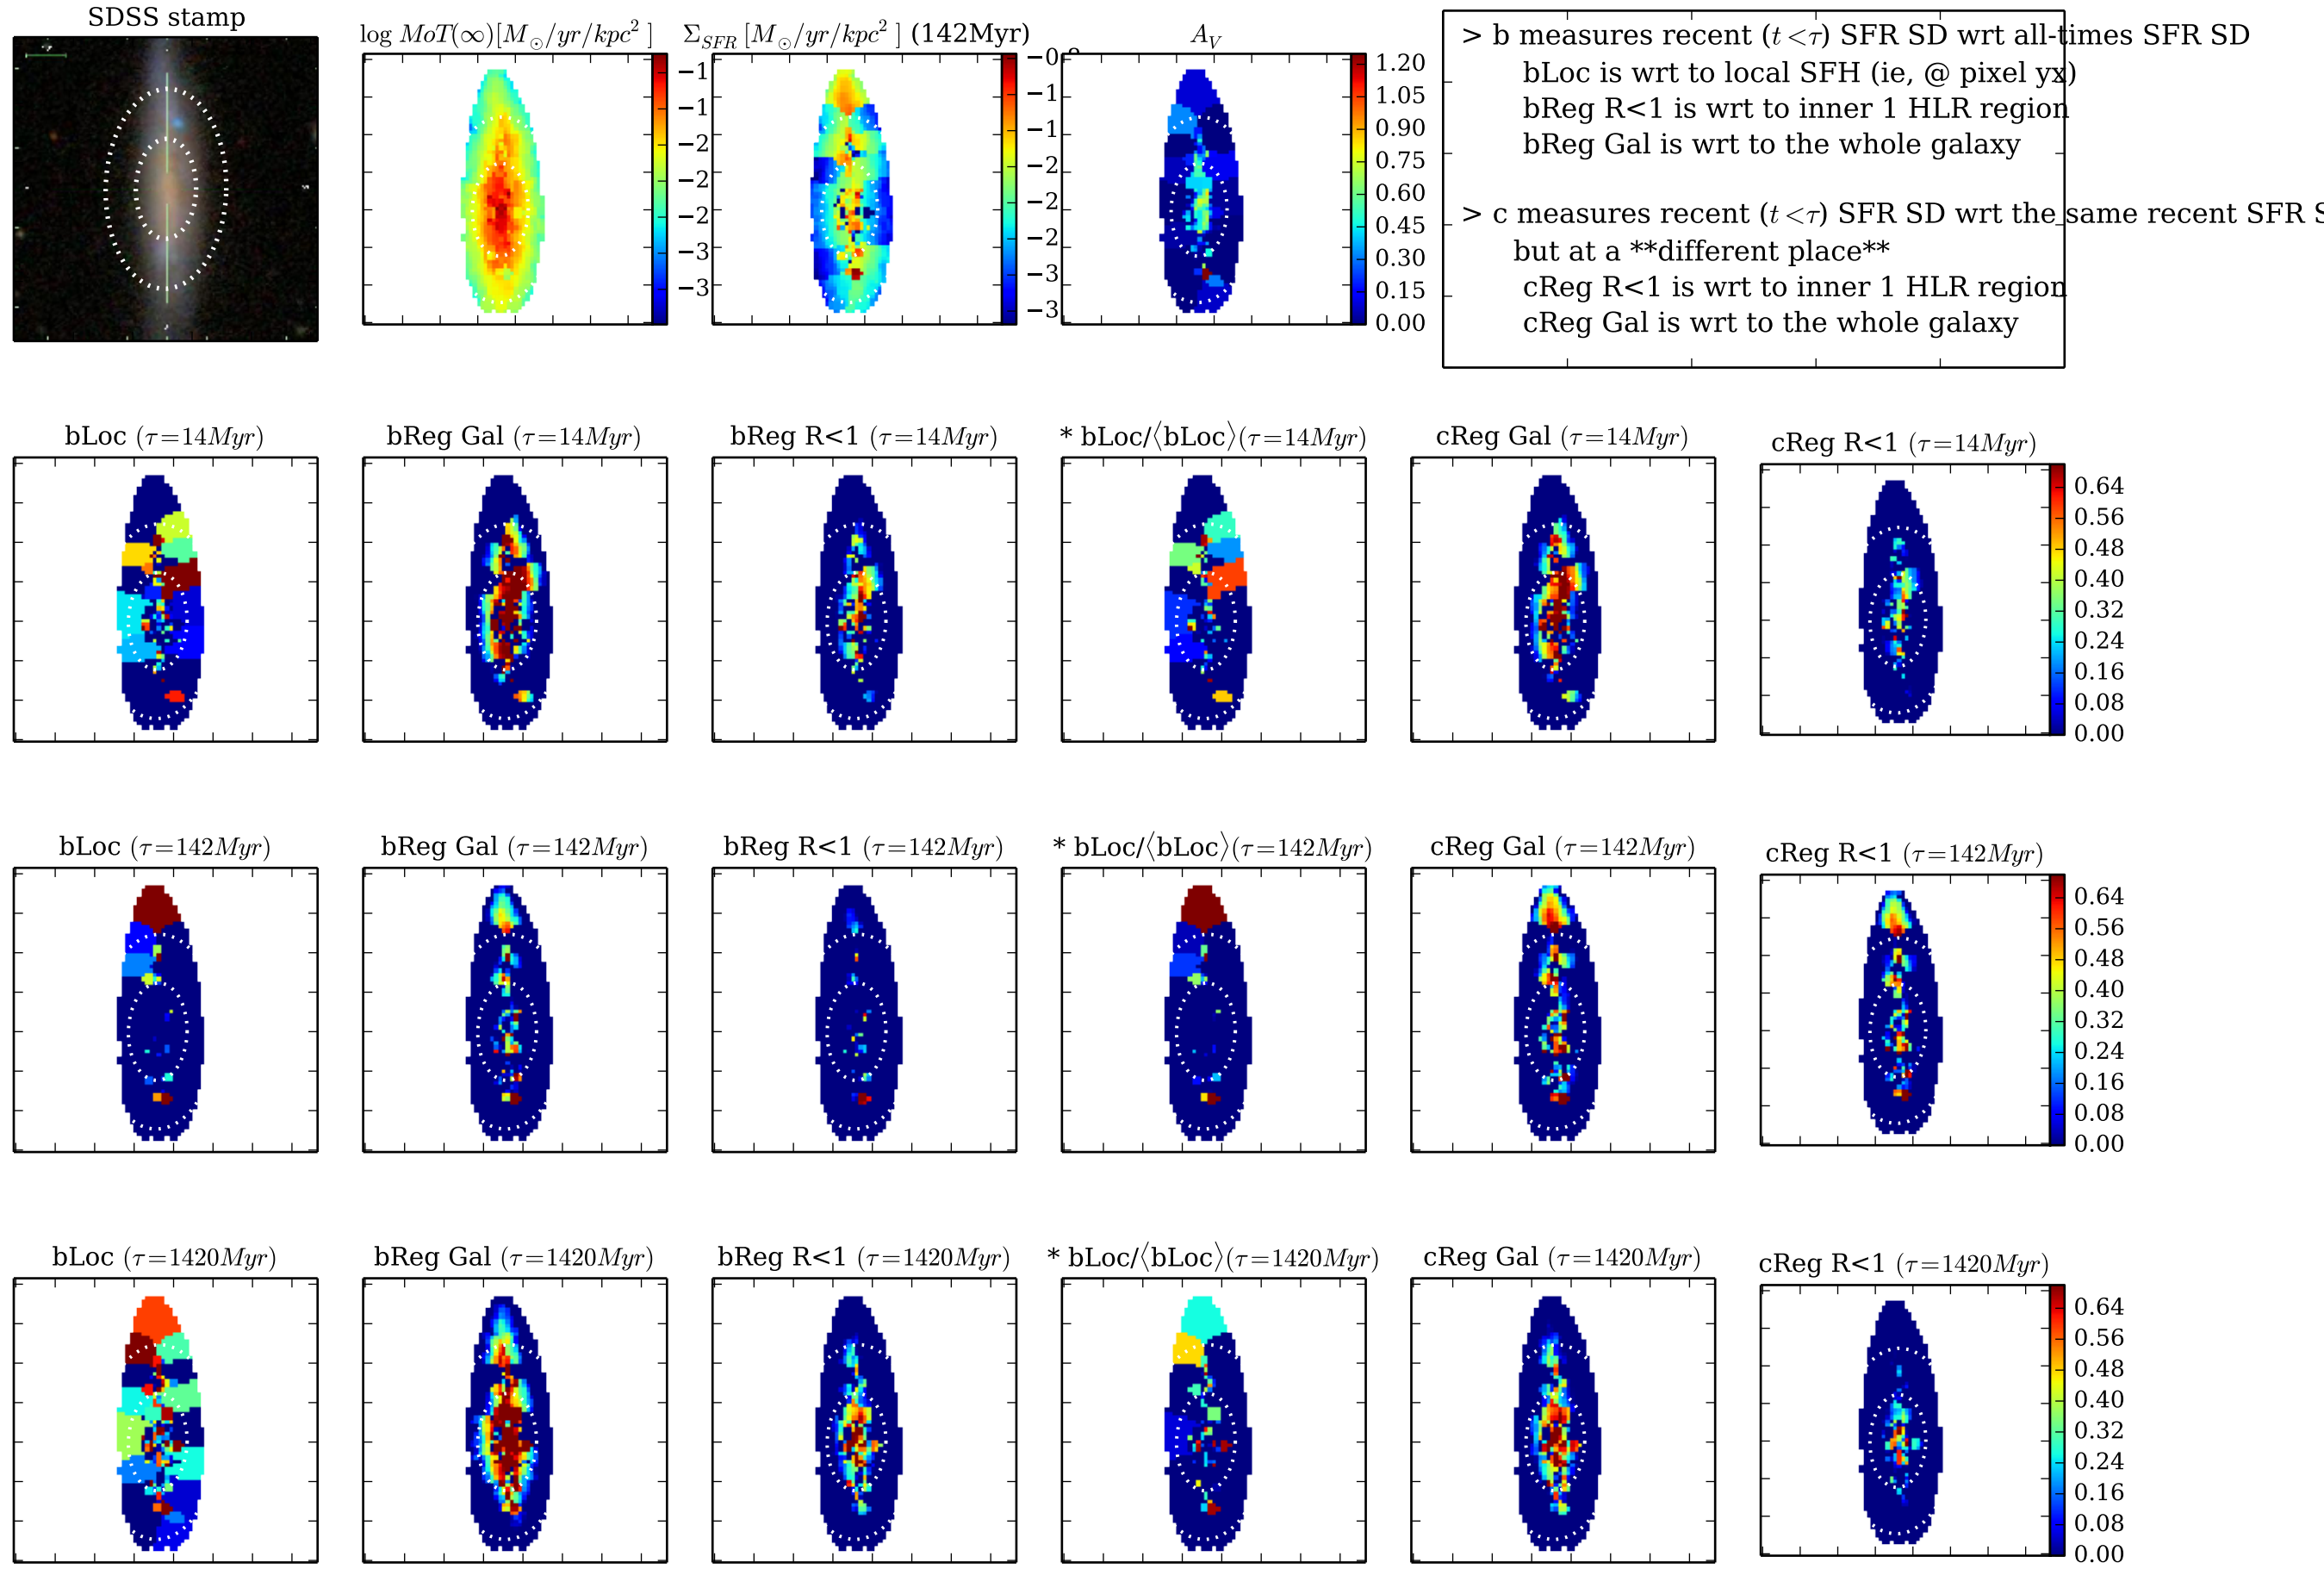 SDSS stamp
log MoT(∞)[M⊙/yr/kpc² ]
Σ_SFR [M⊙/yr/kpc² ] (142Myr)
A_V
−1
−1
−2
−2
−2
−3
−3
−1
−1
−2
−2
−2
−3
−3
1.20
1.05
0.90
0.75
0.60
0.45
0.30
0.15
0.00
> b measures recent (t <τ) SFR SD wrt all-times SFR SD
bLoc is wrt to local SFH (ie, @ pixel yx)
bReg R<1 is wrt to inner 1 HLR region
bReg Gal is wrt to the whole galaxy
> c measures recent (t <τ) SFR SD wrt the same recent SFR
but at a **different place**
cReg R<1 is wrt to inner 1 HLR region
cReg Gal is wrt to the whole galaxy
bLoc (τ=14Myr)
bReg Gal (τ=14Myr)
bReg R<1 (τ=14Myr)
* bLoc/⟨bLoc⟩(τ=14Myr)
cReg Gal (τ=14Myr)
cReg R<1 (τ=14Myr)
0.64
0.56
0.48
0.40
0.32
0.24
0.16
0.08
0.00
bLoc (τ=142Myr)
bReg Gal (τ=142Myr)
bReg R<1 (τ=142Myr)
* bLoc/⟨bLoc⟩(τ=142Myr)
cReg Gal (τ=142Myr)
cReg R<1 (τ=142Myr)
0.64
0.56
0.48
0.40
0.32
0.24
0.16
0.08
0.00
bLoc (τ=1420Myr)
bReg Gal (τ=1420Myr)
bReg R<1 (τ=1420Myr)
* bLoc/⟨bLoc⟩(τ=1420Myr)
cReg Gal (τ=1420Myr)
cReg R<1 (τ=1420Myr)
0.64
0.56
0.48
0.40
0.32
0.24
0.16
0.08
0.00